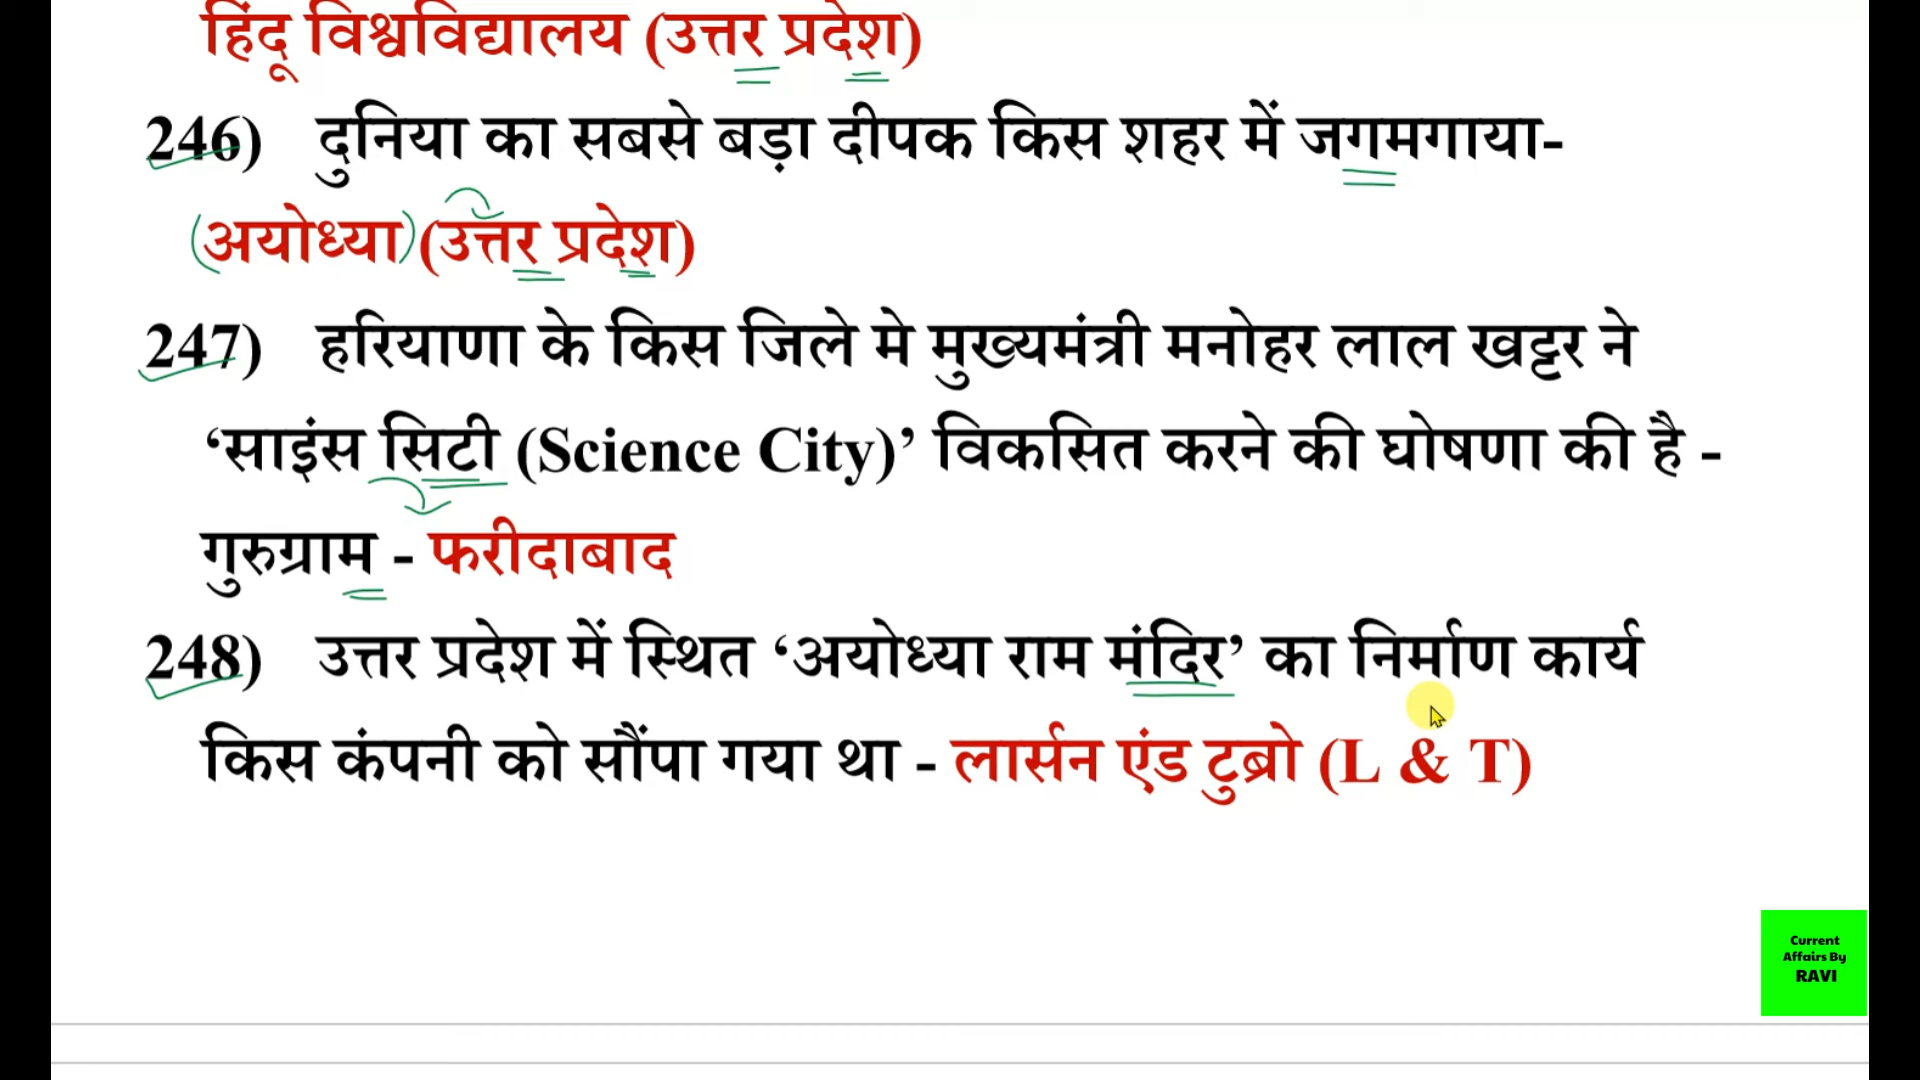 हिंदू विश्वविद्यालय (उत्तर प्रदेश)
246) दुनिया का सबसे बड़ा दीपक किस शहर में जगमगाया-
(अयोध्या)(उत्तर प्रदेश)
247) हरियाणा के किस जिले मे मुख्यमंत्री मनोहर लाल खट्टर ने
‘साइंस सिटी (Science City)’ विकसित करने की घोषणा की है -
गुरुग्राम - फरीदाबाद
248) उत्तर प्रदेश में स्थित ‘अयोध्या राम मंदिर’ का निर्माण कार्य
किस कंपनी को सौंपा गया था - लार्सन एंड टुब्रो (L & T)
Current
Affairs By
RAVI